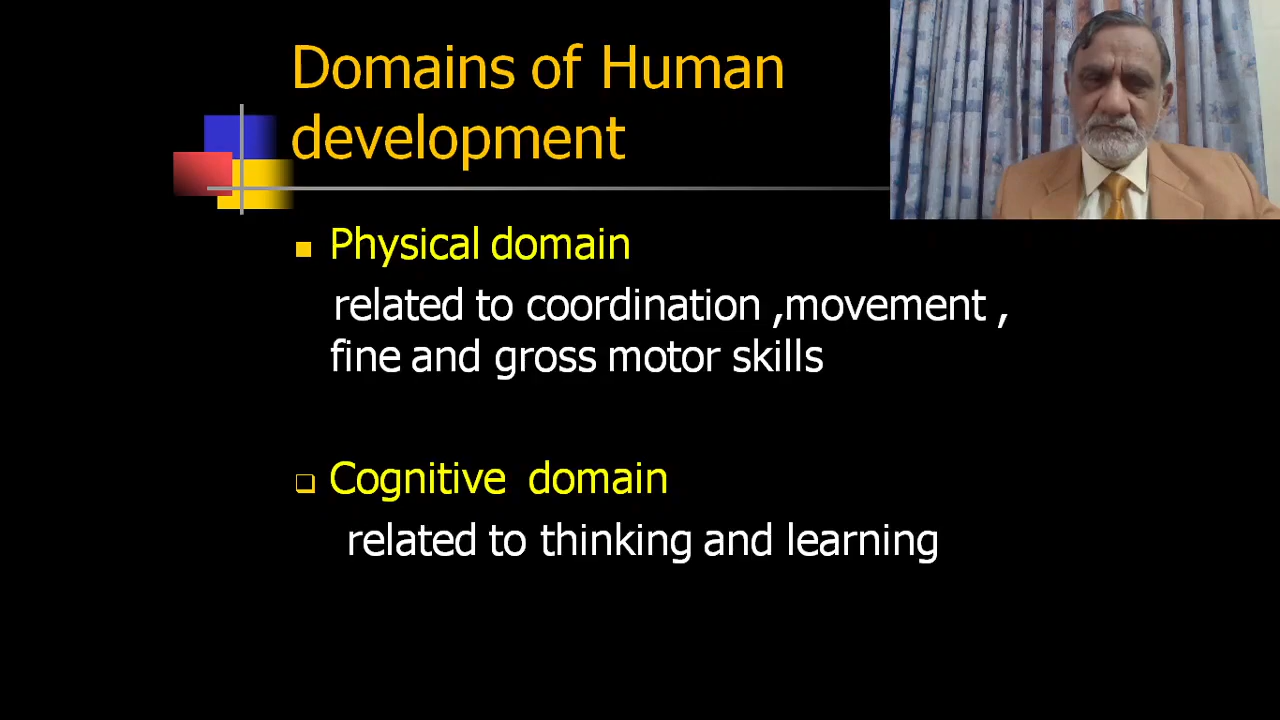 Domains of Human
development
Physical domain
related to coordination ,movement ,
fine and gross motor skills
Cognitive domain
related to thinking and learning